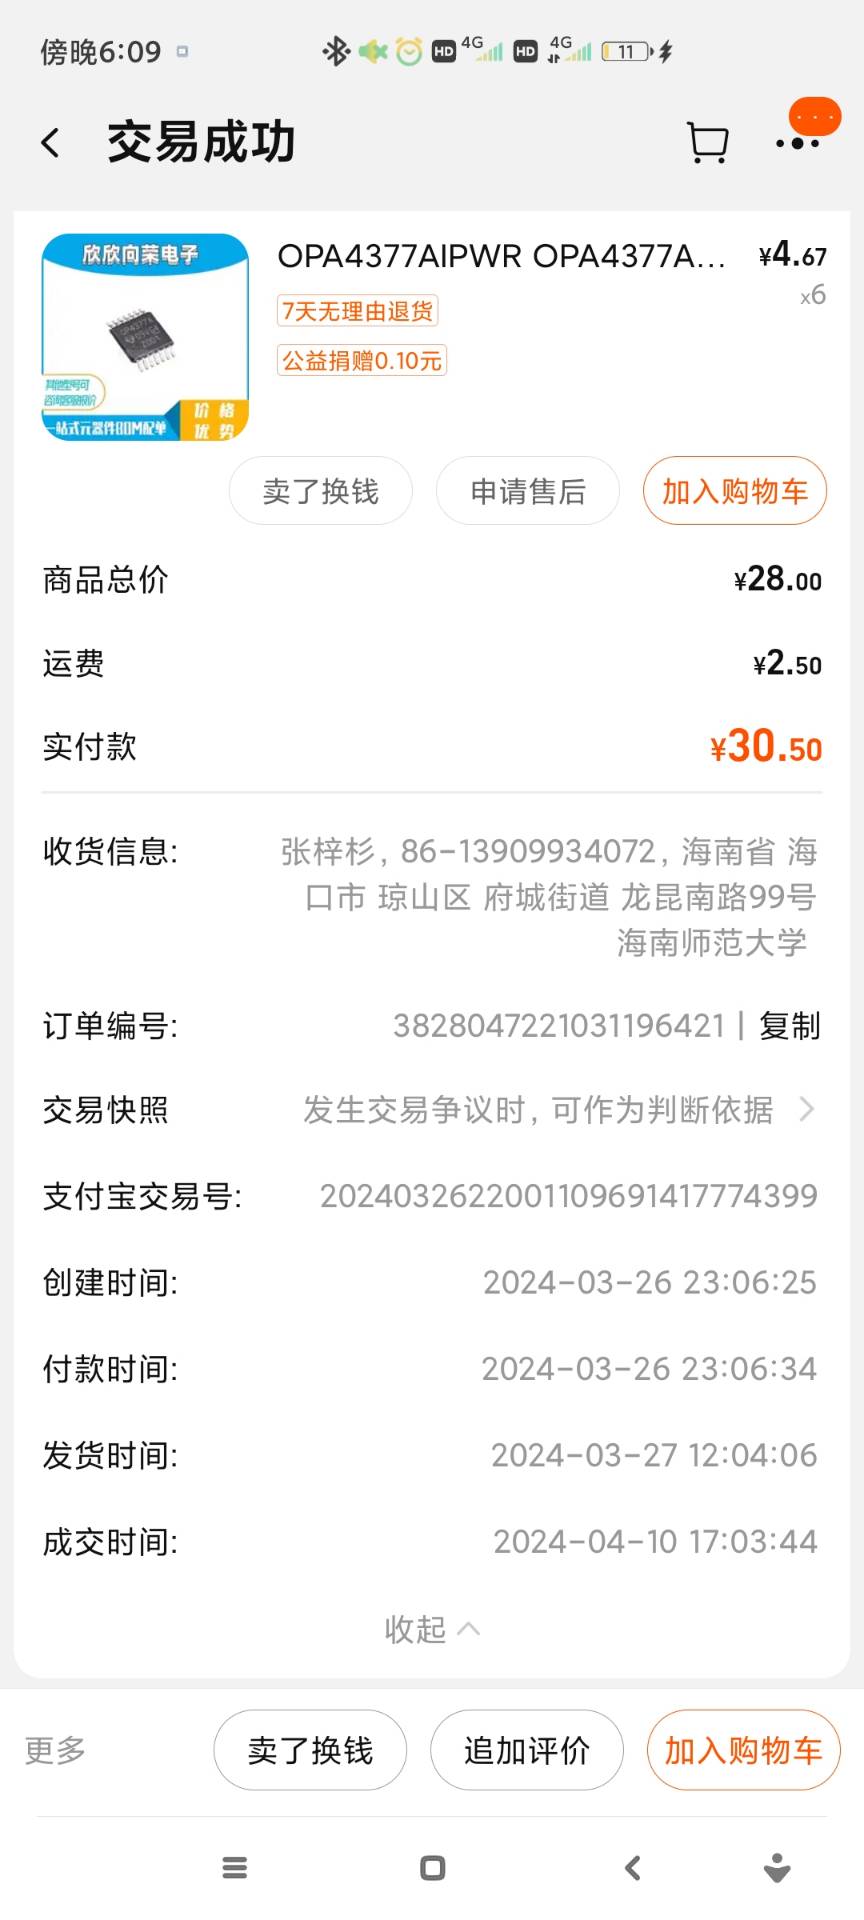 傍晚6:09
HD 4G HD 4G 11
交易成功
欣欣向荣电子
OPA4377AIPWR OPA4377A... ¥4.67
x6
7天无理由退货
公益捐赠0.10元
其他型号可
咨询客服报价
一站式元器件BOM配单
价格
优势
卖了换钱 申请售后 加入购物车
商品总价 ¥28.00
运费 ¥2.50
实付款 ¥30.50
收货信息: 张梓杉, 86-13909934072, 海南省 海
口市 琼山区 府城街道 龙昆南路99号
海南师范大学
订单编号: 3828047221031196421 | 复制
交易快照 发生交易争议时, 可作为判断依据
支付宝交易号: 2024032622001109691417774399
创建时间: 2024-03-26 23:06:25
付款时间: 2024-03-26 23:06:34
发货时间: 2024-03-27 12:04:06
成交时间: 2024-04-10 17:03:44
收起
更多 卖了换钱 追加评价 加入购物车